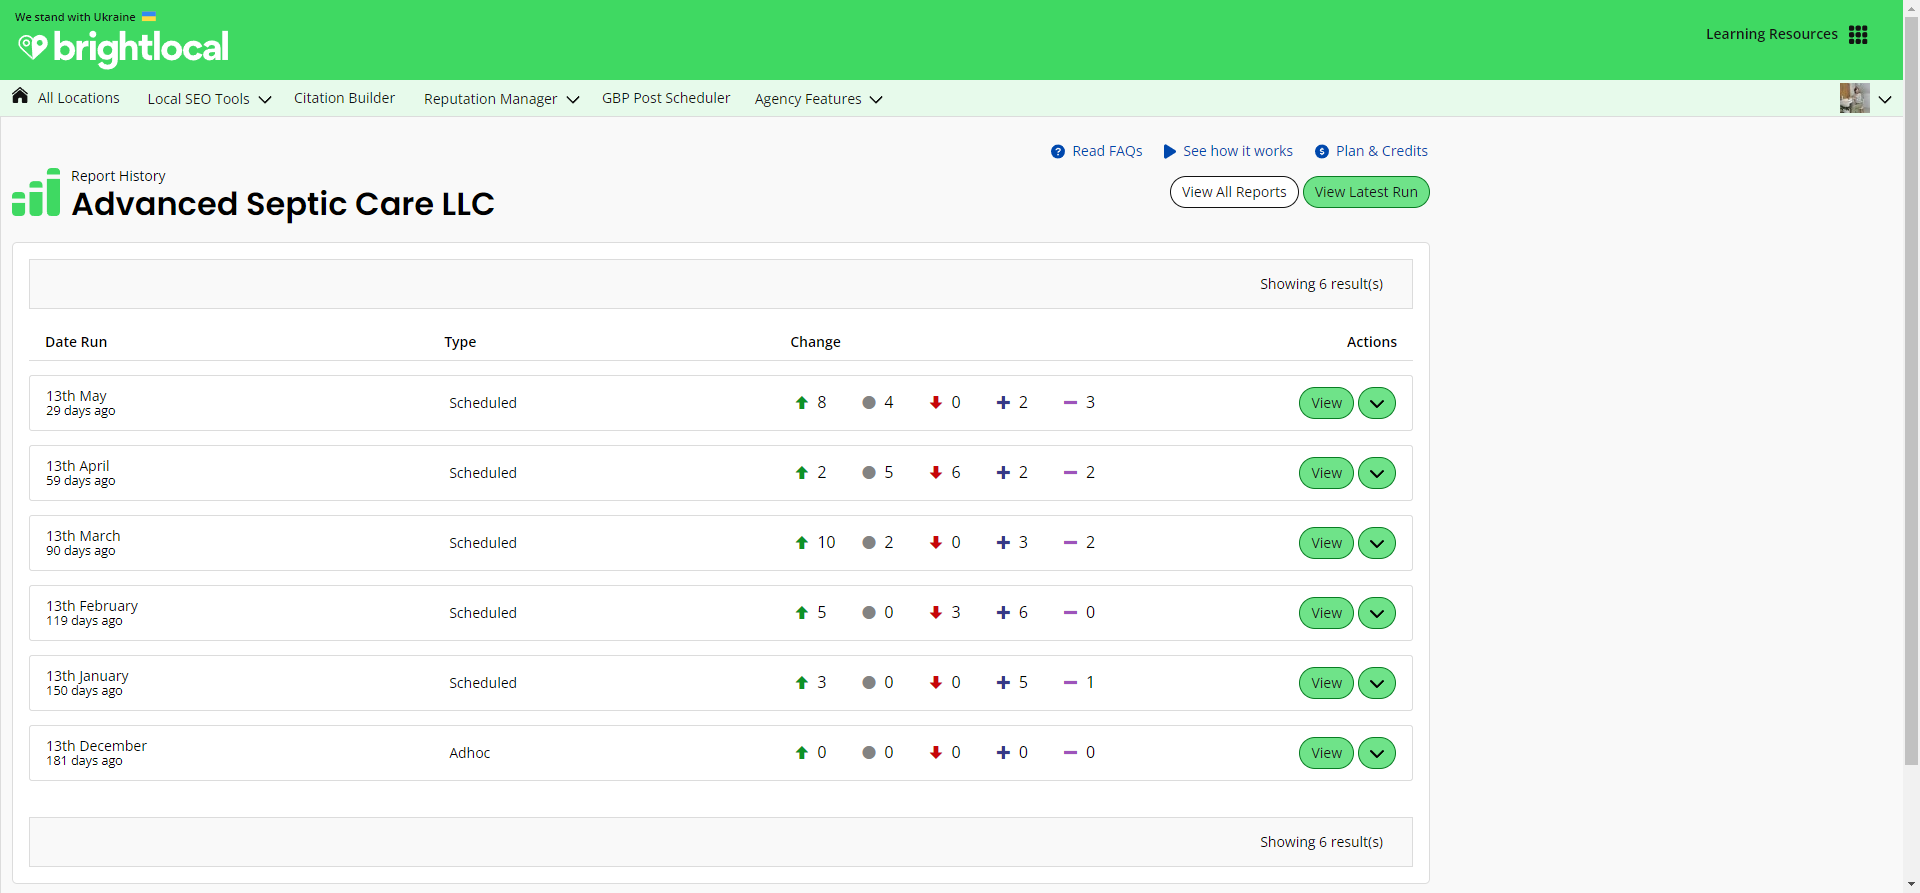 We stand with Ukraine
brightlocal
Learning Resources
All Locations Local SEO Tools Citation Builder Reputation Manager GBP Post Scheduler Agency Features
Read FAQs See how it works Plan & Credits
Report History
Advanced Septic Care LLC
View All Reports View Latest Run
Showing 6 result(s)
Date Run Type Change Actions
13th May
29 days ago
Scheduled 8 4 0 2 3 View
13th April
59 days ago
Scheduled 2 5 6 2 2 View
13th March
90 days ago
Scheduled 10 2 0 3 2 View
13th February
119 days ago
Scheduled 5 0 3 6 0 View
13th January
150 days ago
Scheduled 3 0 0 5 1 View
13th December
181 days ago
Adhoc 0 0 0 0 0 View
Showing 6 result(s)